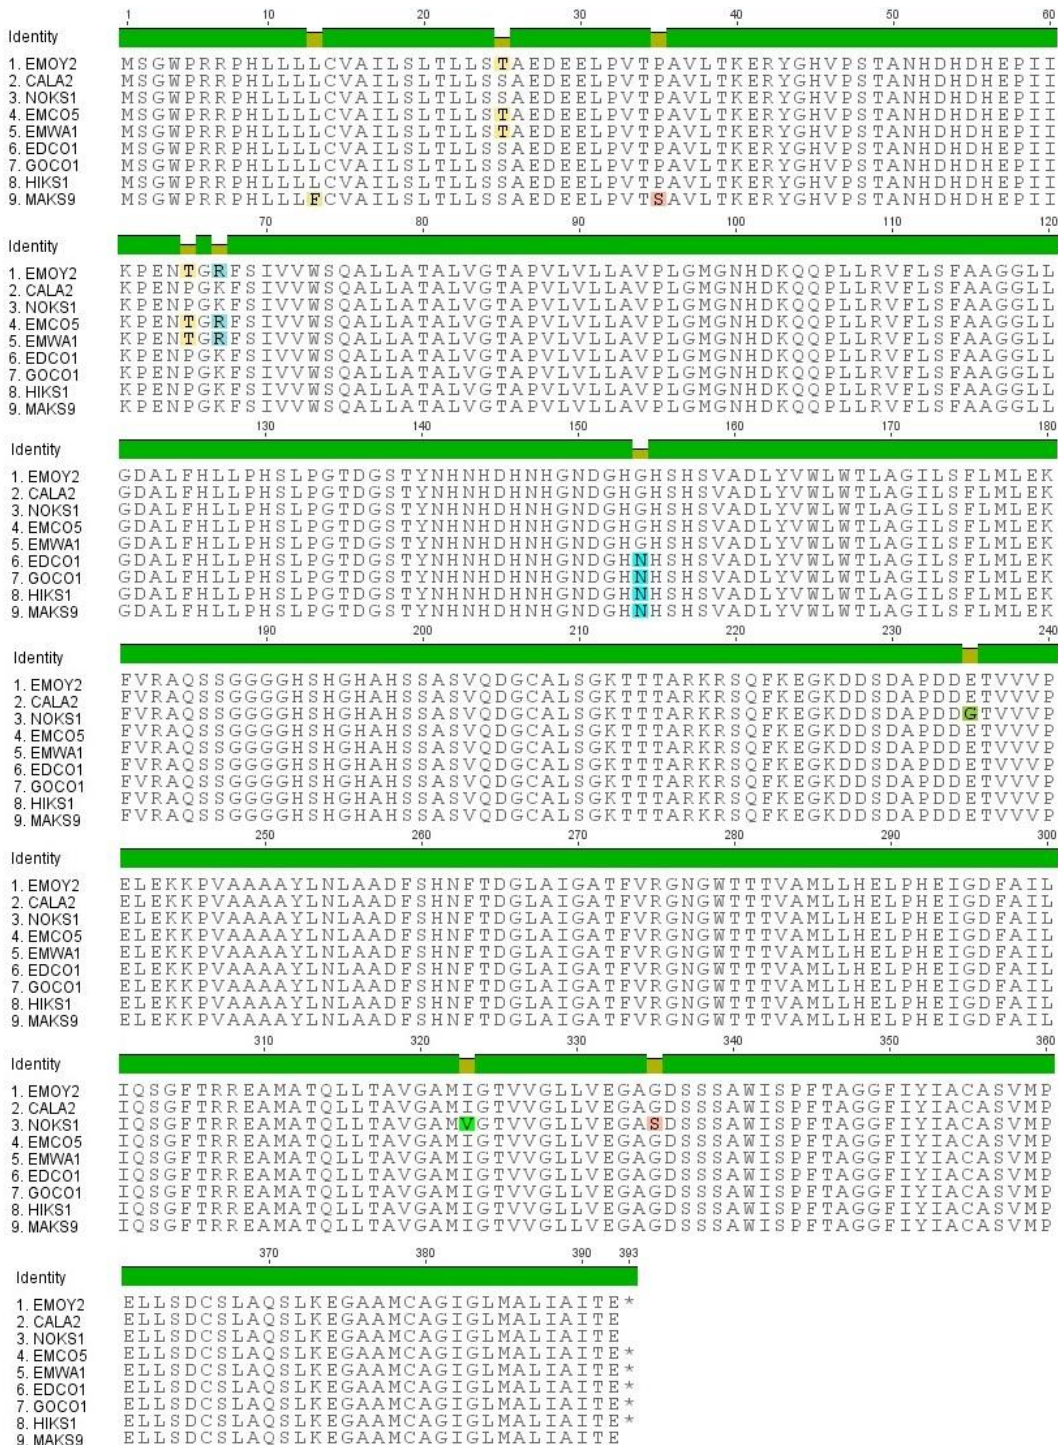 1 10 20 30 40 50 60
Identity
1. EMOY2 MSGWPRRPHLLLLCVAILSLTLLSTAEDEELPVTPAVLTKERYGHVPSTANHDHDHEPII
2. CALA2 MSGWPRRPHLLLLCVAILSLTLLSSAEDEELPVTPAVLTKERYGHVPSTANHDHDHEPII
3. NOKS1 MSGWPRRPHLLLLCVAILSLTLLSSAEDEELPVTPAVLTKERYGHVPSTANHDHDHEPII
4. EMCO5 MSGWPRRPHLLLLCVAILSLTLLSTAEDEELPVTPAVLTKERYGHVPSTANHDHDHEPII
5. EMWA1 MSGWPRRPHLLLLCVAILSLTLLSTAEDEELPVTPAVLTKERYGHVPSTANHDHDHEPII
6. EDCO1 MSGWPRRPHLLLLCVAILSLTLLSSAEDEELPVTPAVLTKERYGHVPSTANHDHDHEPII
7. GOCO1 MSGWPRRPHLLLLCVAILSLTLLSSAEDEELPVTPAVLTKERYGHVPSTANHDHDHEPII
8. HIKS1 MSGWPRRPHLLLLCVAILSLTLLSSAEDEELPVTPAVLTKERYGHVPSTANHDHDHEPII
9. MAKS9 MSGWPRRPHLLLFCVAILSLTLLSSAEDEELPVTSAVLTKERYGHVPSTANHDHDHEPII
70 80 90 100 110 120
Identity
1. EMOY2 KPENTGRFSIVVWSQALLATALVGTAPVLVLLAVPLGMGNHDKQQPLLRVFLSFAAGGLL
2. CALA2 KPENPGKFSIVVWSQALLATALVGTAPVLVLLAVPLGMGNHDKQQPLLRVFLSFAAGGLL
3. NOKS1 KPENPGKFSIVVWSQALLATALVGTAPVLVLLAVPLGMGNHDKQQPLLRVFLSFAAGGLL
4. EMCO5 KPENTGRFSIVVWSQALLATALVGTAPVLVLLAVPLGMGNHDKQQPLLRVFLSFAAGGLL
5. EMWA1 KPENTGRFSIVVWSQALLATALVGTAPVLVLLAVPLGMGNHDKQQPLLRVFLSFAAGGLL
6. EDCO1 KPENPGKFSIVVWSQALLATALVGTAPVLVLLAVPLGMGNHDKQQPLLRVFLSFAAGGLL
7. GOCO1 KPENPGKFSIVVWSQALLATALVGTAPVLVLLAVPLGMGNHDKQQPLLRVFLSFAAGGLL
8. HIKS1 KPENPGKFSIVVWSQALLATALVGTAPVLVLLAVPLGMGNHDKQQPLLRVFLSFAAGGLL
9. MAKS9 KPENPGKFSIVVWSQALLATALVGTAPVLVLLAVPLGMGNHDKQQPLLRVFLSFAAGGLL
130 140 150 160 170 180
Identity
1. EMOY2 GDALFHLLPHSLPGTDGSTYNHNHDHNHGNDGHGHSHSVADLYVWLWTLAGILSFLMLEK
2. CALA2 GDALFHLLPHSLPGTDGSTYNHNHDHNHGNDGHGHSHSVADLYVWLWTLAGILSFLMLEK
3. NOKS1 GDALFHLLPHSLPGTDGSTYNHNHDHNHGNDGHGHSHSVADLYVWLWTLAGILSFLMLEK
4. EMCO5 GDALFHLLPHSLPGTDGSTYNHNHDHNHGNDGHGHSHSVADLYVWLWTLAGILSFLMLEK
5. EMWA1 GDALFHLLPHSLPGTDGSTYNHNHDHNHGNDGHGHSHSVADLYVWLWTLAGILSFLMLEK
6. EDCO1 GDALFHLLPHSLPGTDGSTYNHNHDHNHGNDGHNHSHSVADLYVWLWTLAGILSFLMLEK
7. GOCO1 GDALFHLLPHSLPGTDGSTYNHNHDHNHGNDGHNHSHSVADLYVWLWTLAGILSFLMLEK
8. HIKS1 GDALFHLLPHSLPGTDGSTYNHNHDHNHGNDGHNHSHSVADLYVWLWTLAGILSFLMLEK
9. MAKS9 GDALFHLLPHSLPGTDGSTYNHNHDHNHGNDGHNHSHSVADLYVWLWTLAGILSFLMLEK
190 200 210 220 230 240
Identity
1. EMOY2 FVRAQSSGGGGHSHGHAHSSASVQDGCALSGKTTTARKRSQFKEGKDDSDAPDDETVVVP
2. CALA2 FVRAQSSGGGGHSHGHAHSSASVQDGCALSGKTTTARKRSQFKEGKDDSDAPDDETVVVP
3. NOKS1 FVRAQSSGGGGHSHGHAHSSASVQDGCALSGKTTTARKRSQFKEGKDDSDAPDDGTVVVP
4. EMCO5 FVRAQSSGGGGHSHGHAHSSASVQDGCALSGKTTTARKRSQFKEGKDDSDAPDDETVVVP
5. EMWA1 FVRAQSSGGGGHSHGHAHSSASVQDGCALSGKTTTARKRSQFKEGKDDSDAPDDETVVVP
6. EDCO1 FVRAQSSGGGGHSHGHAHSSASVQDGCALSGKTTTARKRSQFKEGKDDSDAPDDETVVVP
7. GOCO1 FVRAQSSGGGGHSHGHAHSSASVQDGCALSGKTTTARKRSQFKEGKDDSDAPDDETVVVP
8. HIKS1 FVRAQSSGGGGHSHGHAHSSASVQDGCALSGKTTTARKRSQFKEGKDDSDAPDDETVVVP
9. MAKS9 FVRAQSSGGGGHSHGHAHSSASVQDGCALSGKTTTARKRSQFKEGKDDSDAPDDETVVVP
250 260 270 280 290 300
Identity
1. EMOY2 ELEKKPVAAAAYLNLAADFSHNFTDGLAIGATFVRGNGWTTTVAMLLHELPHEIGDFAIL
2. CALA2 ELEKKPVAAAAYLNLAADFSHNFTDGLAIGATFVRGNGWTTTVAMLLHELPHEIGDFAIL
3. NOKS1 ELEKKPVAAAAYLNLAADFSHNFTDGLAIGATFVRGNGWTTTVAMLLHELPHEIGDFAIL
4. EMCO5 ELEKKPVAAAAYLNLAADFSHNFTDGLAIGATFVRGNGWTTTVAMLLHELPHEIGDFAIL
5. EMWA1 ELEKKPVAAAAYLNLAADFSHNFTDGLAIGATFVRGNGWTTTVAMLLHELPHEIGDFAIL
6. EDCO1 ELEKKPVAAAAYLNLAADFSHNFTDGLAIGATFVRGNGWTTTVAMLLHELPHEIGDFAIL
7. GOCO1 ELEKKPVAAAAYLNLAADFSHNFTDGLAIGATFVRGNGWTTTVAMLLHELPHEIGDFAIL
8. HIKS1 ELEKKPVAAAAYLNLAADFSHNFTDGLAIGATFVRGNGWTTTVAMLLHELPHEIGDFAIL
9. MAKS9 ELEKKPVAAAAYLNLAADFSHNFTDGLAIGATFVRGNGWTTTVAMLLHELPHEIGDFAIL
310 320 330 340 350 360
Identity
1. EMOY2 IQSGFTRREAMATQLLTAVGAMIGTVVGLLVEGAGDSSSAWISPFTAGGFIYIACASVMP
2. CALA2 IQSGFTRREAMATQLLTAVGAMIGTVVGLLVEGAGDSSSAWISPFTAGGFIYIACASVMP
3. NOKS1 IQSGFTRREAMATQLLTAVGAMVGTVVGLLVEGASDSSSAWISPFTAGGFIYIACASVMP
4. EMCO5 IQSGFTRREAMATQLLTAVGAMIGTVVGLLVEGAGDSSSAWISPFTAGGFIYIACASVMP
5. EMWA1 IQSGFTRREAMATQLLTAVGAMIGTVVGLLVEGAGDSSSAWISPFTAGGFIYIACASVMP
6. EDCO1 IQSGFTRREAMATQLLTAVGAMIGTVVGLLVEGAGDSSSAWISPFTAGGFIYIACASVMP
7. GOCO1 IQSGFTRREAMATQLLTAVGAMIGTVVGLLVEGAGDSSSAWISPFTAGGFIYIACASVMP
8. HIKS1 IQSGFTRREAMATQLLTAVGAMIGTVVGLLVEGAGDSSSAWISPFTAGGFIYIACASVMP
9. MAKS9 IQSGFTRREAMATQLLTAVGAMIGTVVGLLVEGAGDSSSAWISPFTAGGFIYIACASVMP
370 380 390 393
Identity
1. EMOY2 ELLSDCSLAQSLKEGAAMCAGIGLMALIAITE*
2. CALA2 ELLSDCSLAQSLKEGAAMCAGIGLMALIAITE
3. NOKS1 ELLSDCSLAQSLKEGAAMCAGIGLMALIAITE
4. EMCO5 ELLSDCSLAQSLKEGAAMCAGIGLMALIAITE*
5. EMWA1 ELLSDCSLAQSLKEGAAMCAGIGLMALIAITE*
6. EDCO1 ELLSDCSLAQSLKEGAAMCAGIGLMALIAITE*
7. GOCO1 ELLSDCSLAQSLKEGAAMCAGIGLMALIAITE*
8. HIKS1 ELLSDCSLAQSLKEGAAMCAGIGLMALIAITE*
9. MAKS9 ELLSDCSLAQSLKEGAAMCAGIGLMALIAITE